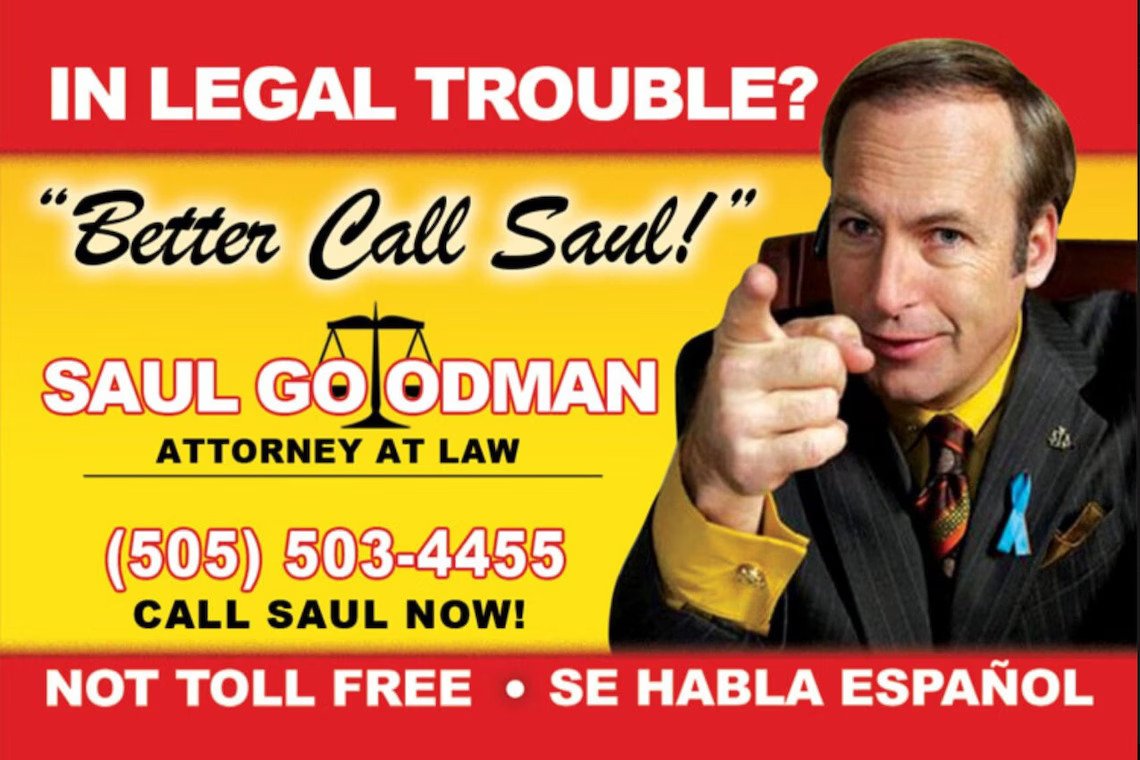 IN LEGAL TROUBLE?
"Better Call Saul!"
SAUL GOODMAN
ATTORNEY AT LAW
(505) 503-4455
CALL SAUL NOW!
NOT TOLL FREE • SE HABLA ESPAÑOL